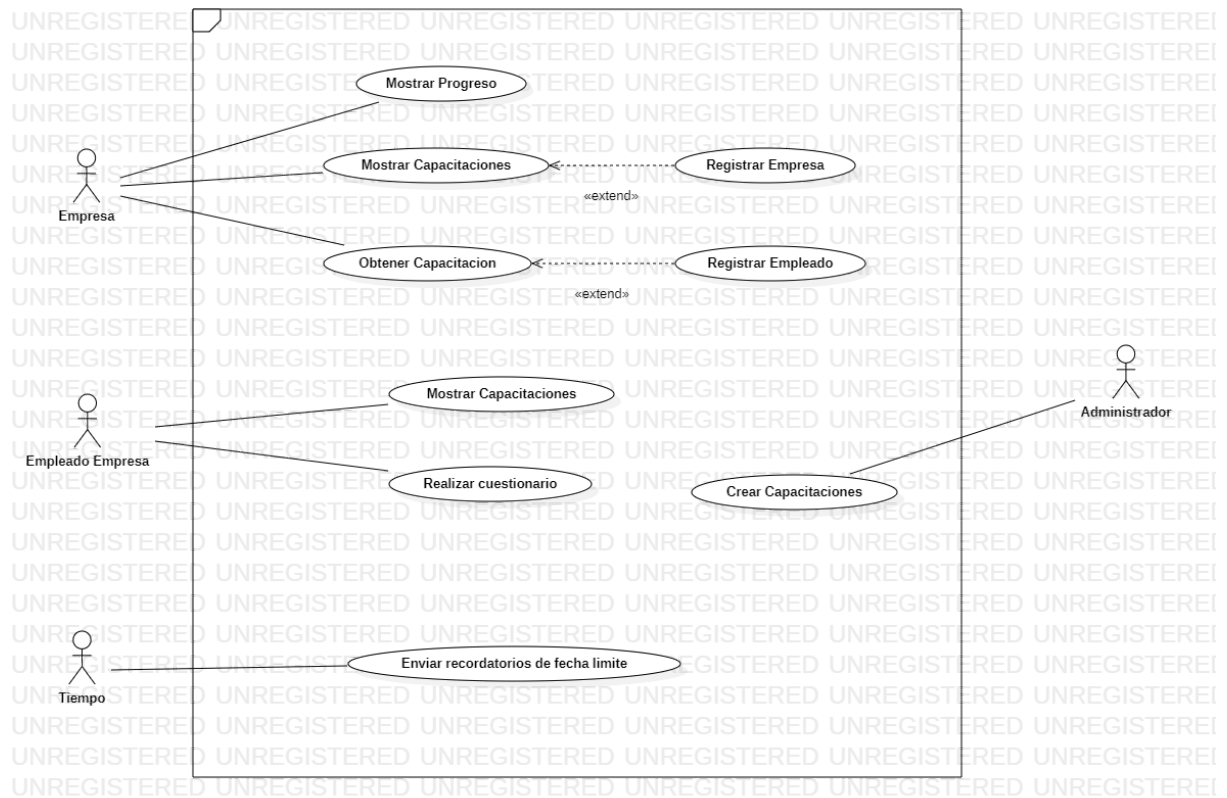 Mostrar Progreso
Mostrar Capacitaciones
Registrar Empresa
«extend»
Empresa
Obtener Capacitacion
Registrar Empleado
«extend»
Mostrar Capacitaciones
Administrador
Empleado Empresa
Realizar cuestionario
Crear Capacitaciones
Enviar recordatorios de fecha limite
Tiempo
UNREGISTERED